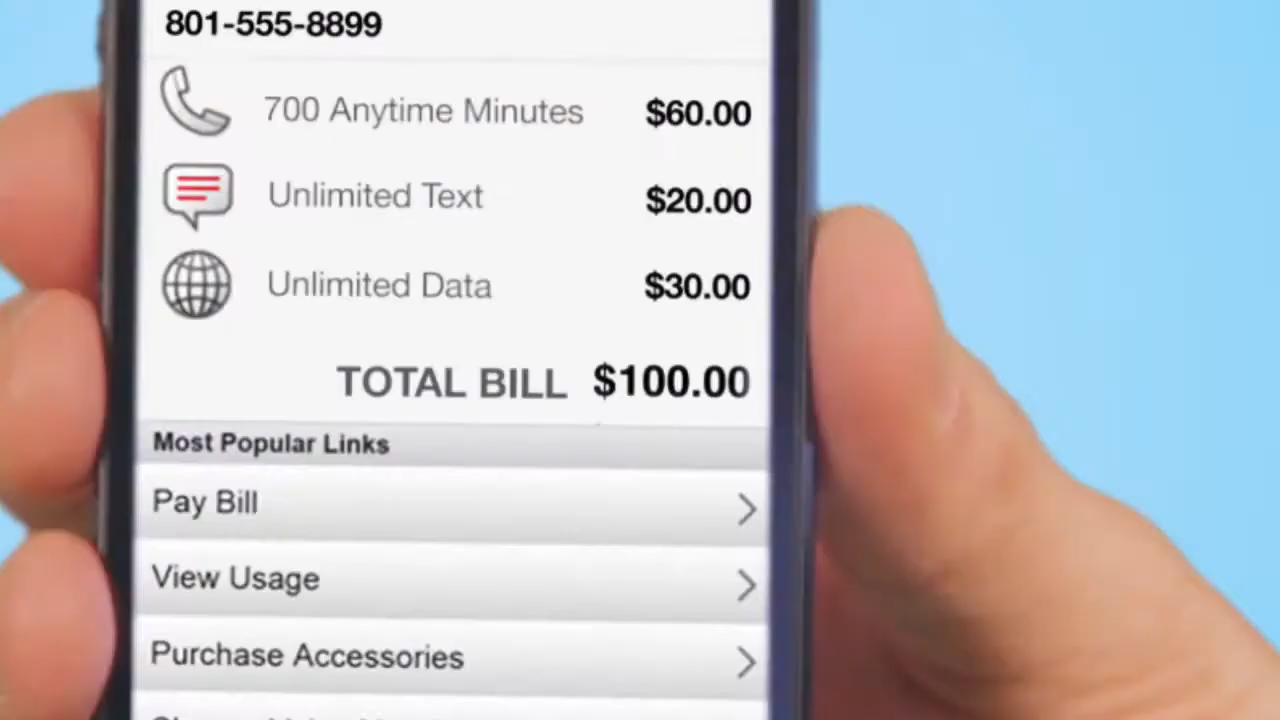 801-555-8899
700 Anytime Minutes $60.00
Unlimited Text $20.00
Unlimited Data $30.00
TOTAL BILL $100.00
Most Popular Links
Pay Bill
View Usage
Purchase Accessories